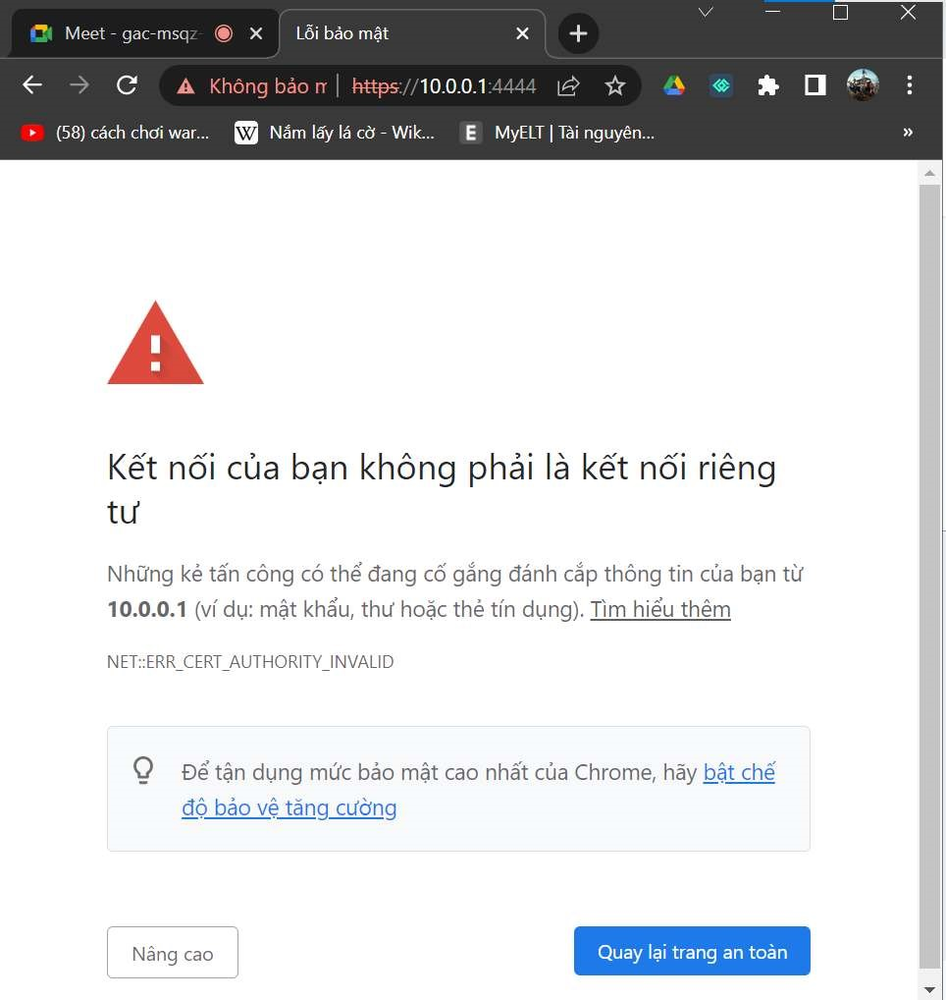 Meet - gac-msqz-
Lỗi bảo mật
Không bảo m
https://10.0.0.1:4444
(58) cách chơi war...
W Nắm lấy lá cờ - Wik...
E MyELT | Tài nguyên...
»
Kết nối của bạn không phải là kết nối riêng
tư
Những kẻ tấn công có thể đang cố gắng đánh cắp thông tin của bạn từ
10.0.0.1 (ví dụ: mật khẩu, thư hoặc thẻ tín dụng). Tìm hiểu thêm
NET::ERR_CERT_AUTHORITY_INVALID
Để tận dụng mức bảo mật cao nhất của Chrome, hãy bật chế
độ bảo vệ tăng cường
Nâng cao
Quay lại trang an toàn